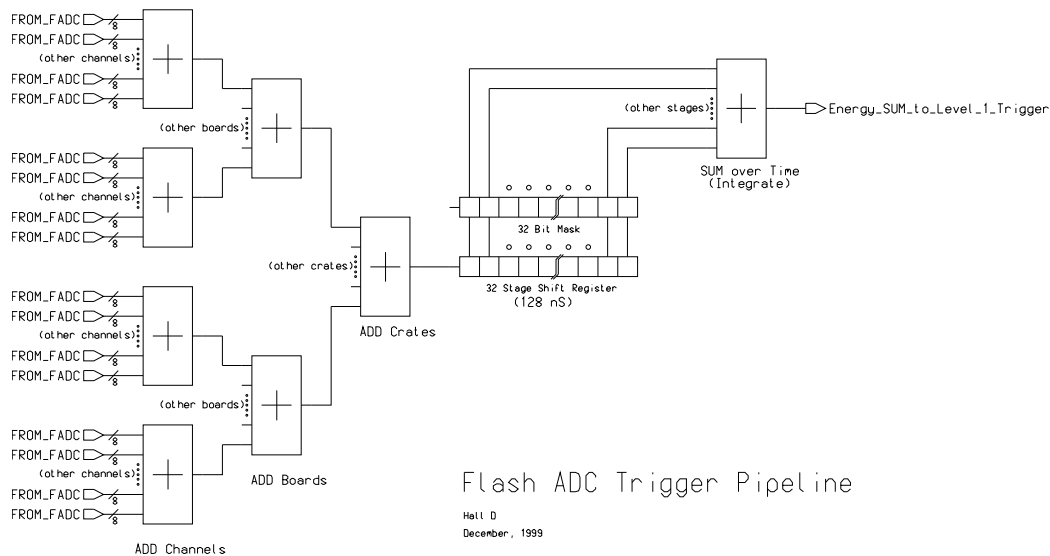 FROM_FADC 8
FROM_FADC 8
(other channels)
FROM_FADC 8
FROM_FADC 8
(other boards)
FROM_FADC 8
FROM_FADC 8
(other channels)
FROM_FADC 8
FROM_FADC 8
(other crates)
FROM_FADC 8
FROM_FADC 8
(other channels)
FROM_FADC 8
FROM_FADC 8
(other boards)
FROM_FADC 8
FROM_FADC 8
(other channels)
FROM_FADC 8
FROM_FADC 8
ADD Channels
ADD Boards
ADD Crates
(other stages)
Energy_SUM_to_Level_1_Trigger
SUM over Time
(Integrate)
32 Bit Mask
32 Stage Shift Register
(128 nS)
Flash ADC Trigger Pipeline
Hall D
December, 1999